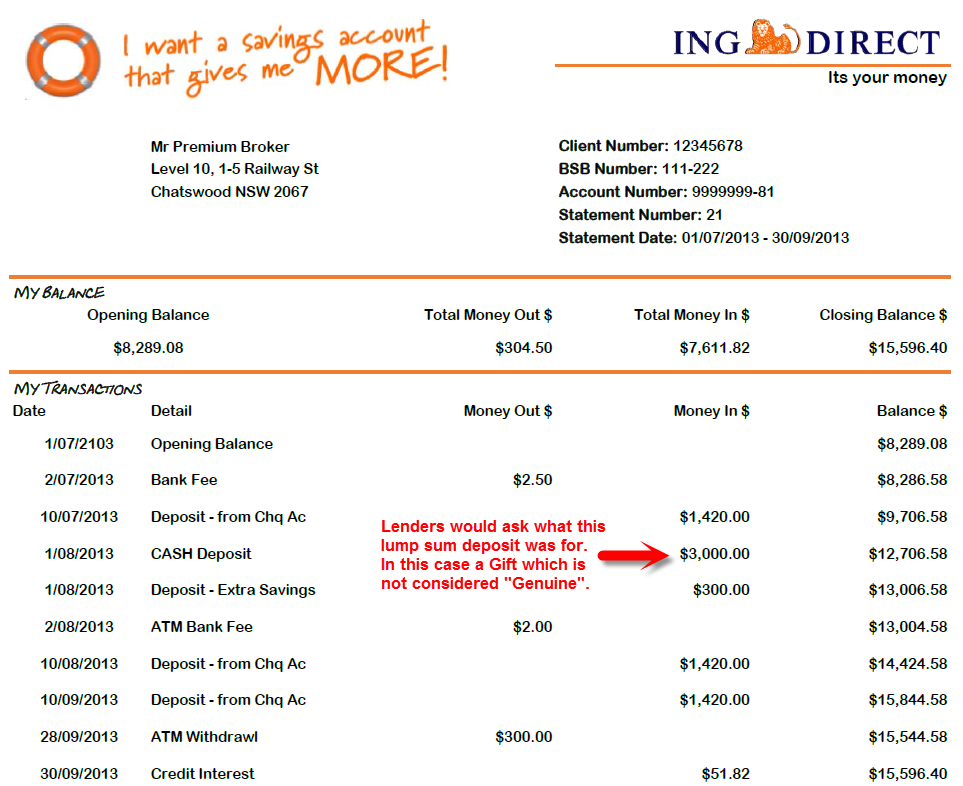 I want a savings account
that gives me MORE!
ING DIRECT
Its your money
Mr Premium Broker
Level 10, 1-5 Railway St
Chatswood NSW 2067
Client Number: 12345678
BSB Number: 111-222
Account Number: 9999999-81
Statement Number: 21
Statement Date: 01/07/2013 - 30/09/2013
MY BALANCE
Opening Balance Total Money Out $ Total Money In $ Closing Balance $
$8,289.08 $304.50 $7,611.82 $15,596.40
MY TRANSACTIONS
Date Detail Money Out $ Money In $ Balance $
1/07/2103 Opening Balance $8,289.08
2/07/2013 Bank Fee $2.50 $8,286.58
10/07/2013 Deposit - from Chq Ac $1,420.00 $9,706.58
1/08/2013 CASH Deposit $3,000.00 $12,706.58
Lenders would ask what this
lump sum deposit was for.
In this case a Gift which is
not considered "Genuine".
1/08/2013 Deposit - Extra Savings $300.00 $13,006.58
2/08/2013 ATM Bank Fee $2.00 $13,004.58
10/08/2013 Deposit - from Chq Ac $1,420.00 $14,424.58
10/09/2013 Deposit - from Chq Ac $1,420.00 $15,844.58
28/09/2013 ATM Withdrawl $300.00 $15,544.58
30/09/2013 Credit Interest $51.82 $15,596.40